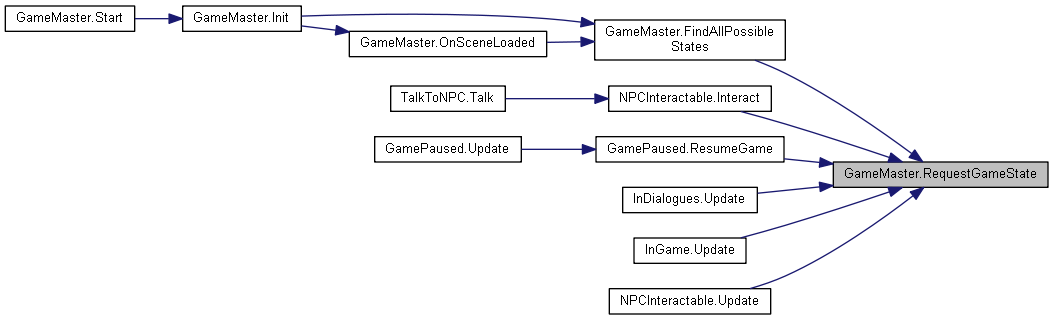 GameMaster.Start
GameMaster.Init
GameMaster.OnSceneLoaded
GameMaster.FindAllPossible
States
TalkToNPC.Talk
NPCInteractable.Interact
GamePaused.Update
GamePaused.ResumeGame
GameMaster.RequestGameState
InDialogues.Update
InGame.Update
NPCInteractable.Update